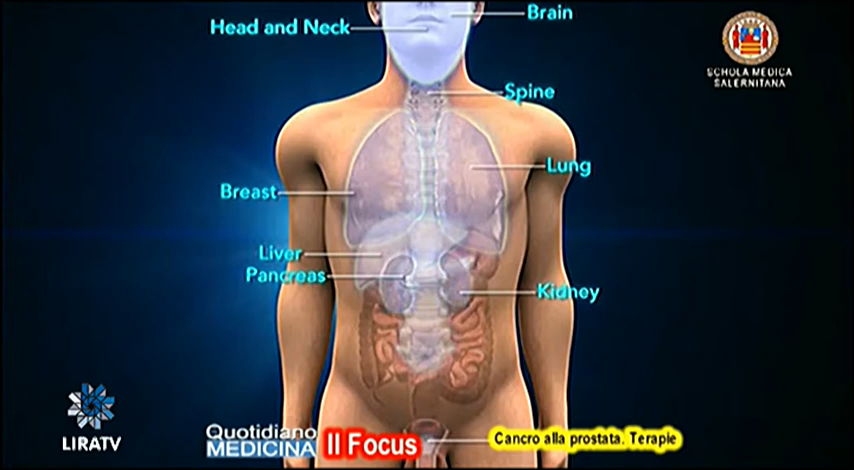 Brain
Head and Neck
SCHOLA MEDICA
SALERNITANA
Spine
Lung
Breast
Liver
Pancreas
Kidney
LIRATV
Quotidiano
MEDICINA
Il Focus
Cancro alla prostata. Terapie